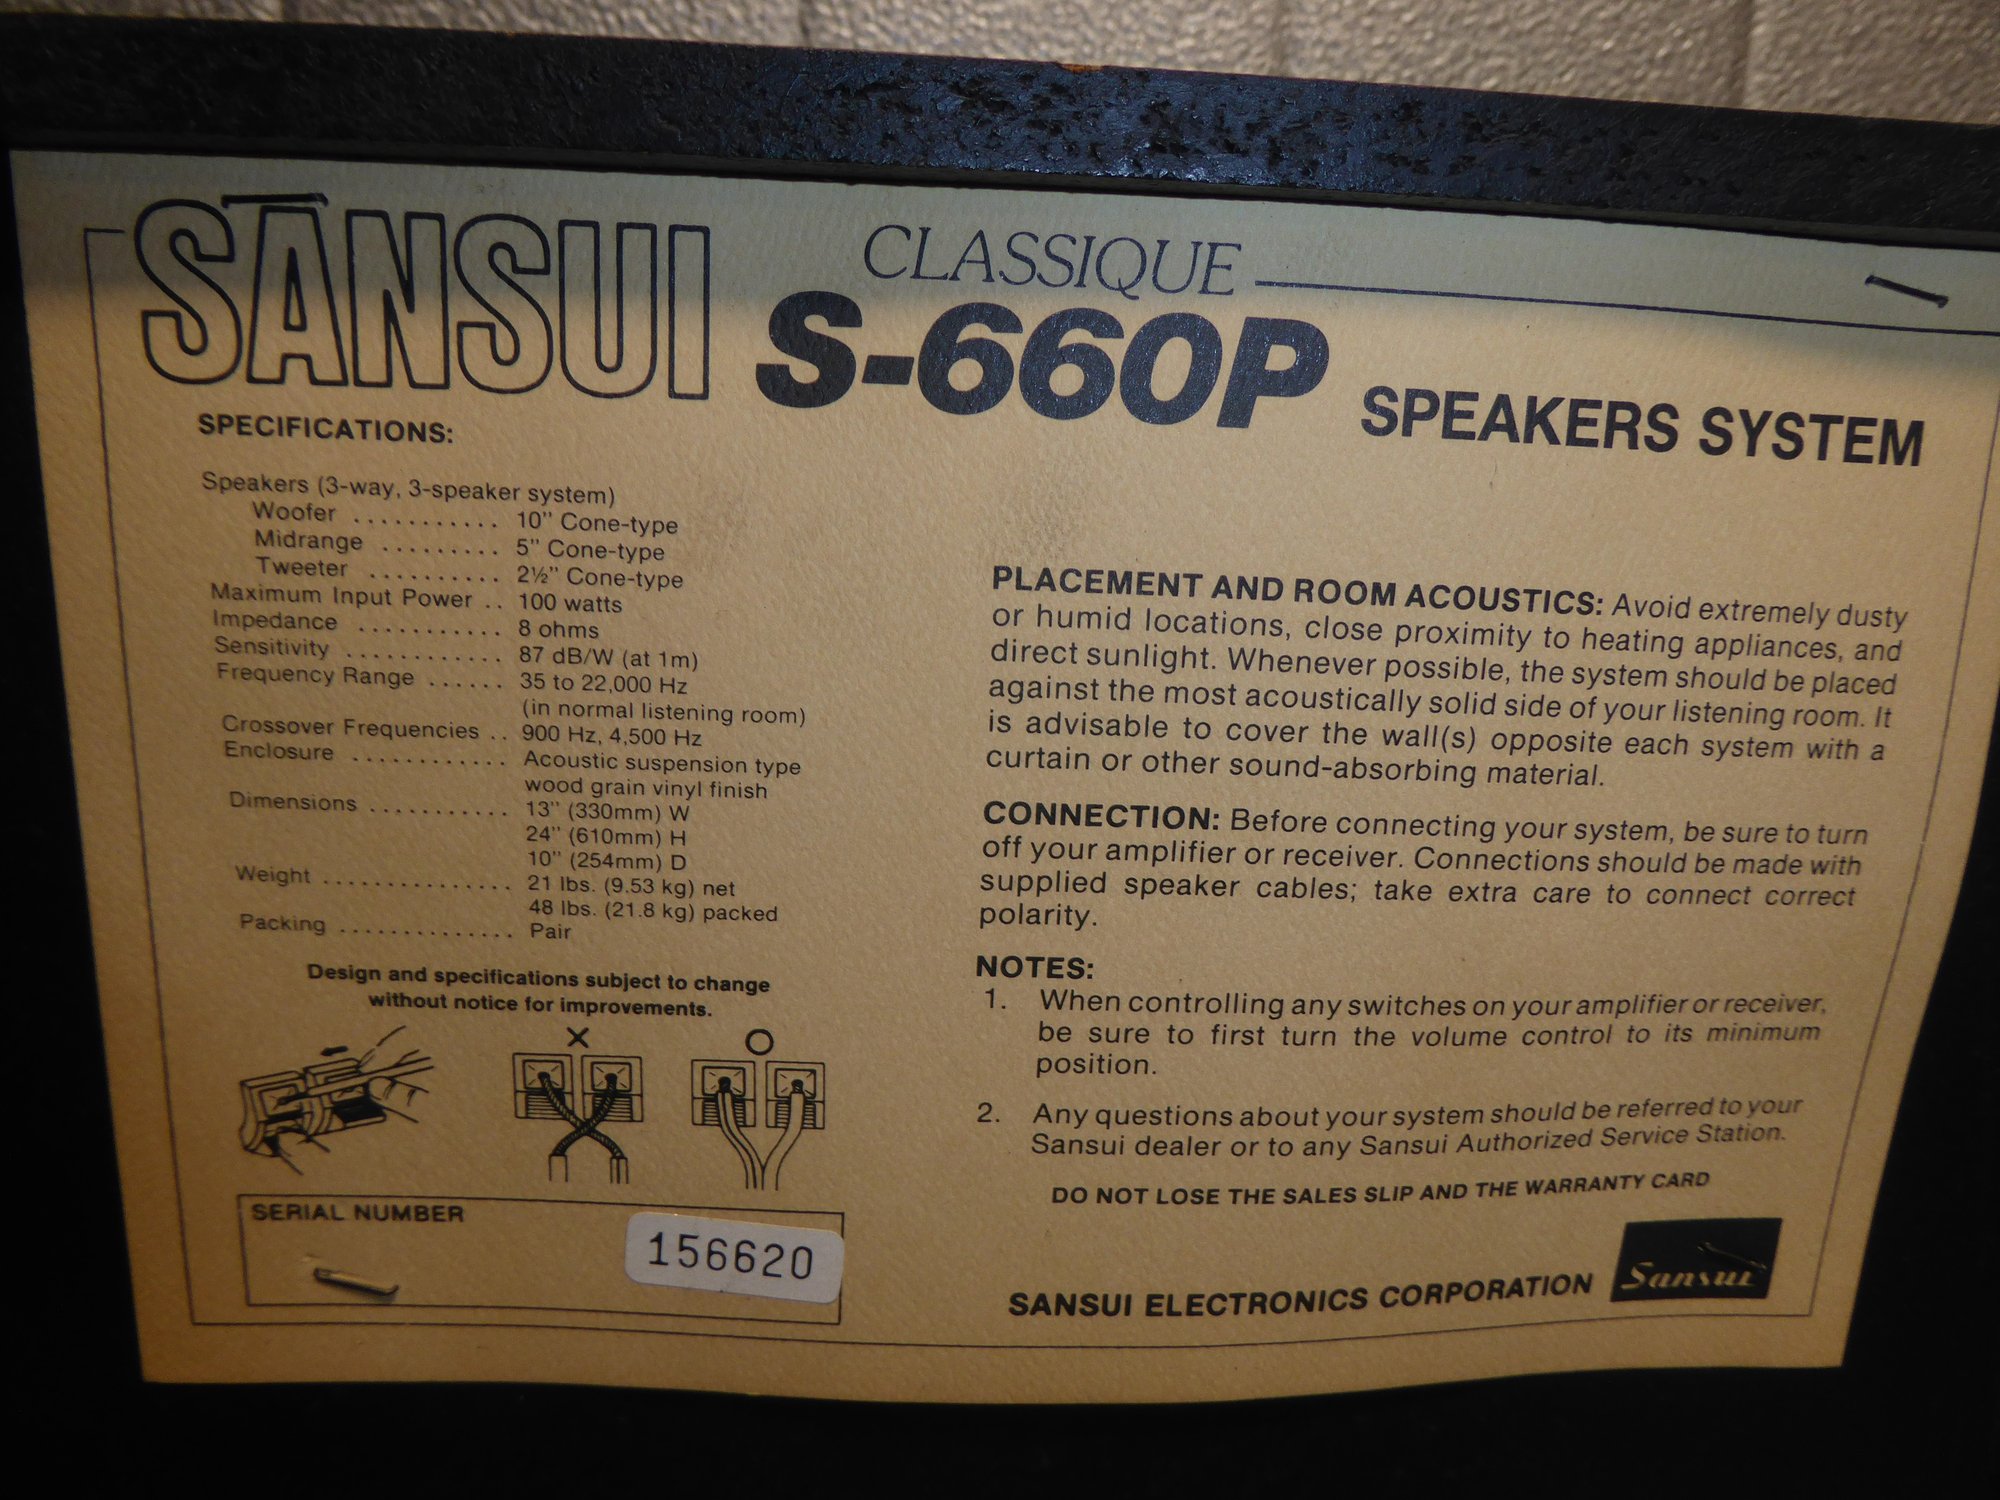 SANSUI
CLASSIQUE
S-660P SPEAKERS SYSTEM
SPECIFICATIONS:
Speakers (3-way, 3-speaker system)
Woofer ........... 10" Cone-type
Midrange ......... 5" Cone-type
Tweeter .......... 2½" Cone-type
Maximum Input Power .. 100 watts
Impedance ........... 8 ohms
Sensitivity ............ 87 dB/W (at 1m)
Frequency Range ...... 35 to 22,000 Hz
(in normal listening room)
Crossover Frequencies .. 900 Hz, 4,500 Hz
Enclosure ............ Acoustic suspension type
wood grain vinyl finish
Dimensions ........... 13" (330mm) W
24" (610mm) H
10" (254mm) D
Weight ............... 21 lbs. (9.53 kg) net
48 lbs. (21.8 kg) packed
Packing .............. Pair
Design and specifications subject to change
without notice for improvements.
SERIAL NUMBER
156620
PLACEMENT AND ROOM ACOUSTICS: Avoid extremely dusty
or humid locations, close proximity to heating appliances, and
direct sunlight. Whenever possible, the system should be placed
against the most acoustically solid side of your listening room. It
is advisable to cover the wall(s) opposite each system with a
curtain or other sound-absorbing material.
CONNECTION: Before connecting your system, be sure to turn
off your amplifier or receiver. Connections should be made with
supplied speaker cables; take extra care to connect correct
polarity.
NOTES:
1. When controlling any switches on your amplifier or receiver,
be sure to first turn the volume control to its minimum
position.
2. Any questions about your system should be referred to your
Sansui dealer or to any Sansui Authorized Service Station.
DO NOT LOSE THE SALES SLIP AND THE WARRANTY CARD
SANSUI ELECTRONICS CORPORATION
Sansui